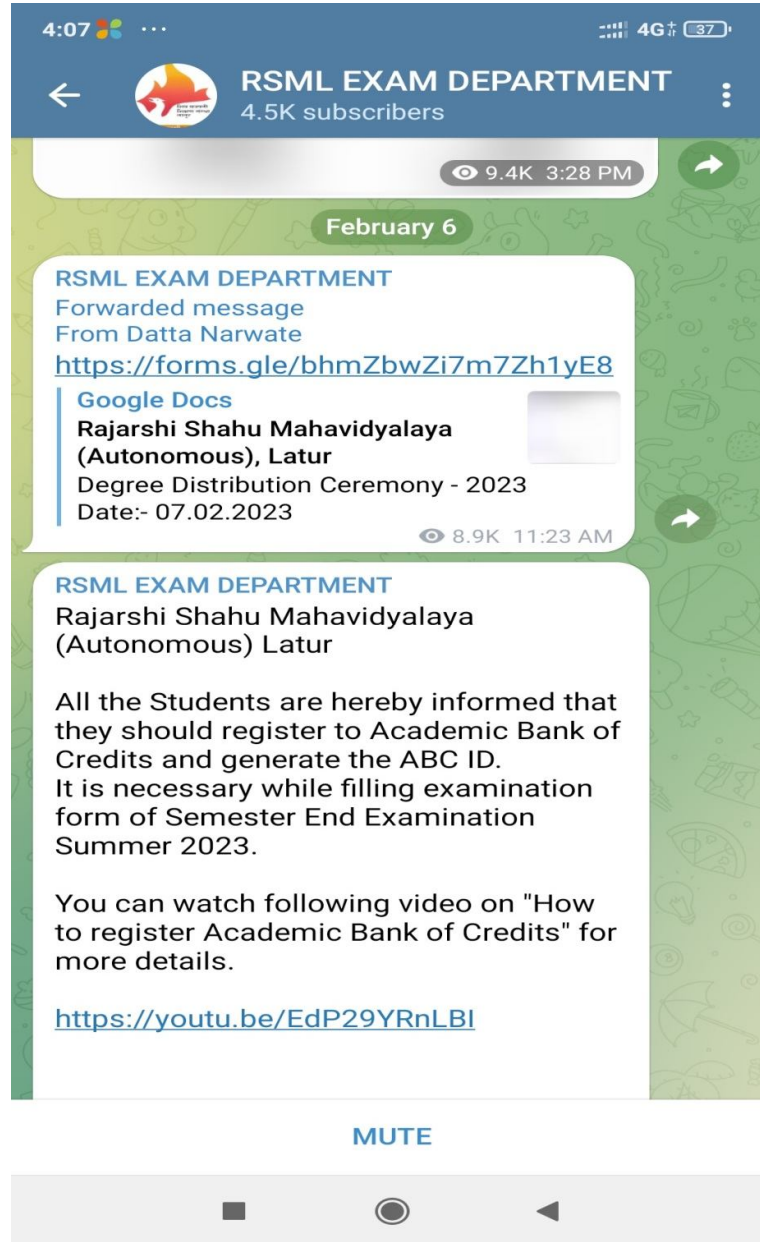 4:07 ...
4G 37
RSML EXAM DEPARTMENT
4.5K subscribers
9.4K 3:28 PM
February 6
RSML EXAM DEPARTMENT
Forwarded message
From Datta Narwate
https://forms.gle/bhmZbwZi7m7Zh1yE8
Google Docs
Rajarshi Shahu Mahavidyalaya
(Autonomous), Latur
Degree Distribution Ceremony - 2023
Date:- 07.02.2023
8.9K 11:23 AM
RSML EXAM DEPARTMENT
Rajarshi Shahu Mahavidyalaya
(Autonomous) Latur
All the Students are hereby informed that
they should register to Academic Bank of
Credits and generate the ABC ID.
It is necessary while filling examination
form of Semester End Examination
Summer 2023.
You can watch following video on "How
to register Academic Bank of Credits" for
more details.
https://youtu.be/EdP29YRnLBI
MUTE